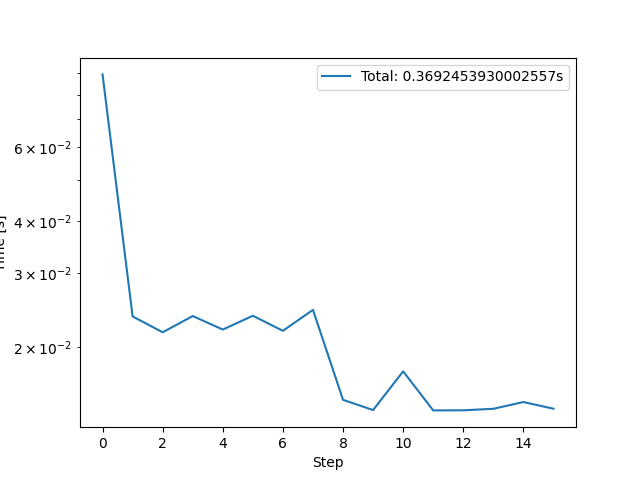 Total: 0.3692453930002557s
6 × 10⁻²
4 × 10⁻²
3 × 10⁻²
2 × 10⁻²
0 2 4 6 8 10 12 14
Step